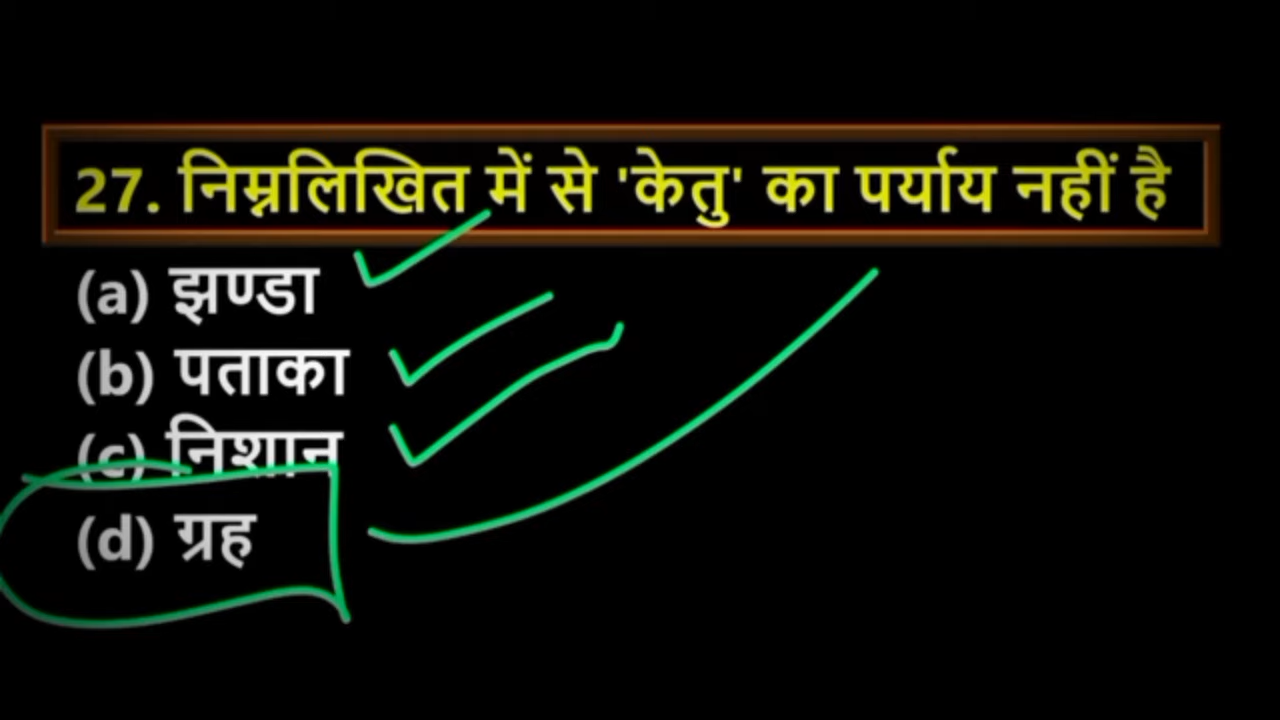 27. निम्नलिखित में से 'केतु' का पर्याय नहीं है
(a) झण्डा
(b) पताका
(c) निशान
(d) ग्रह